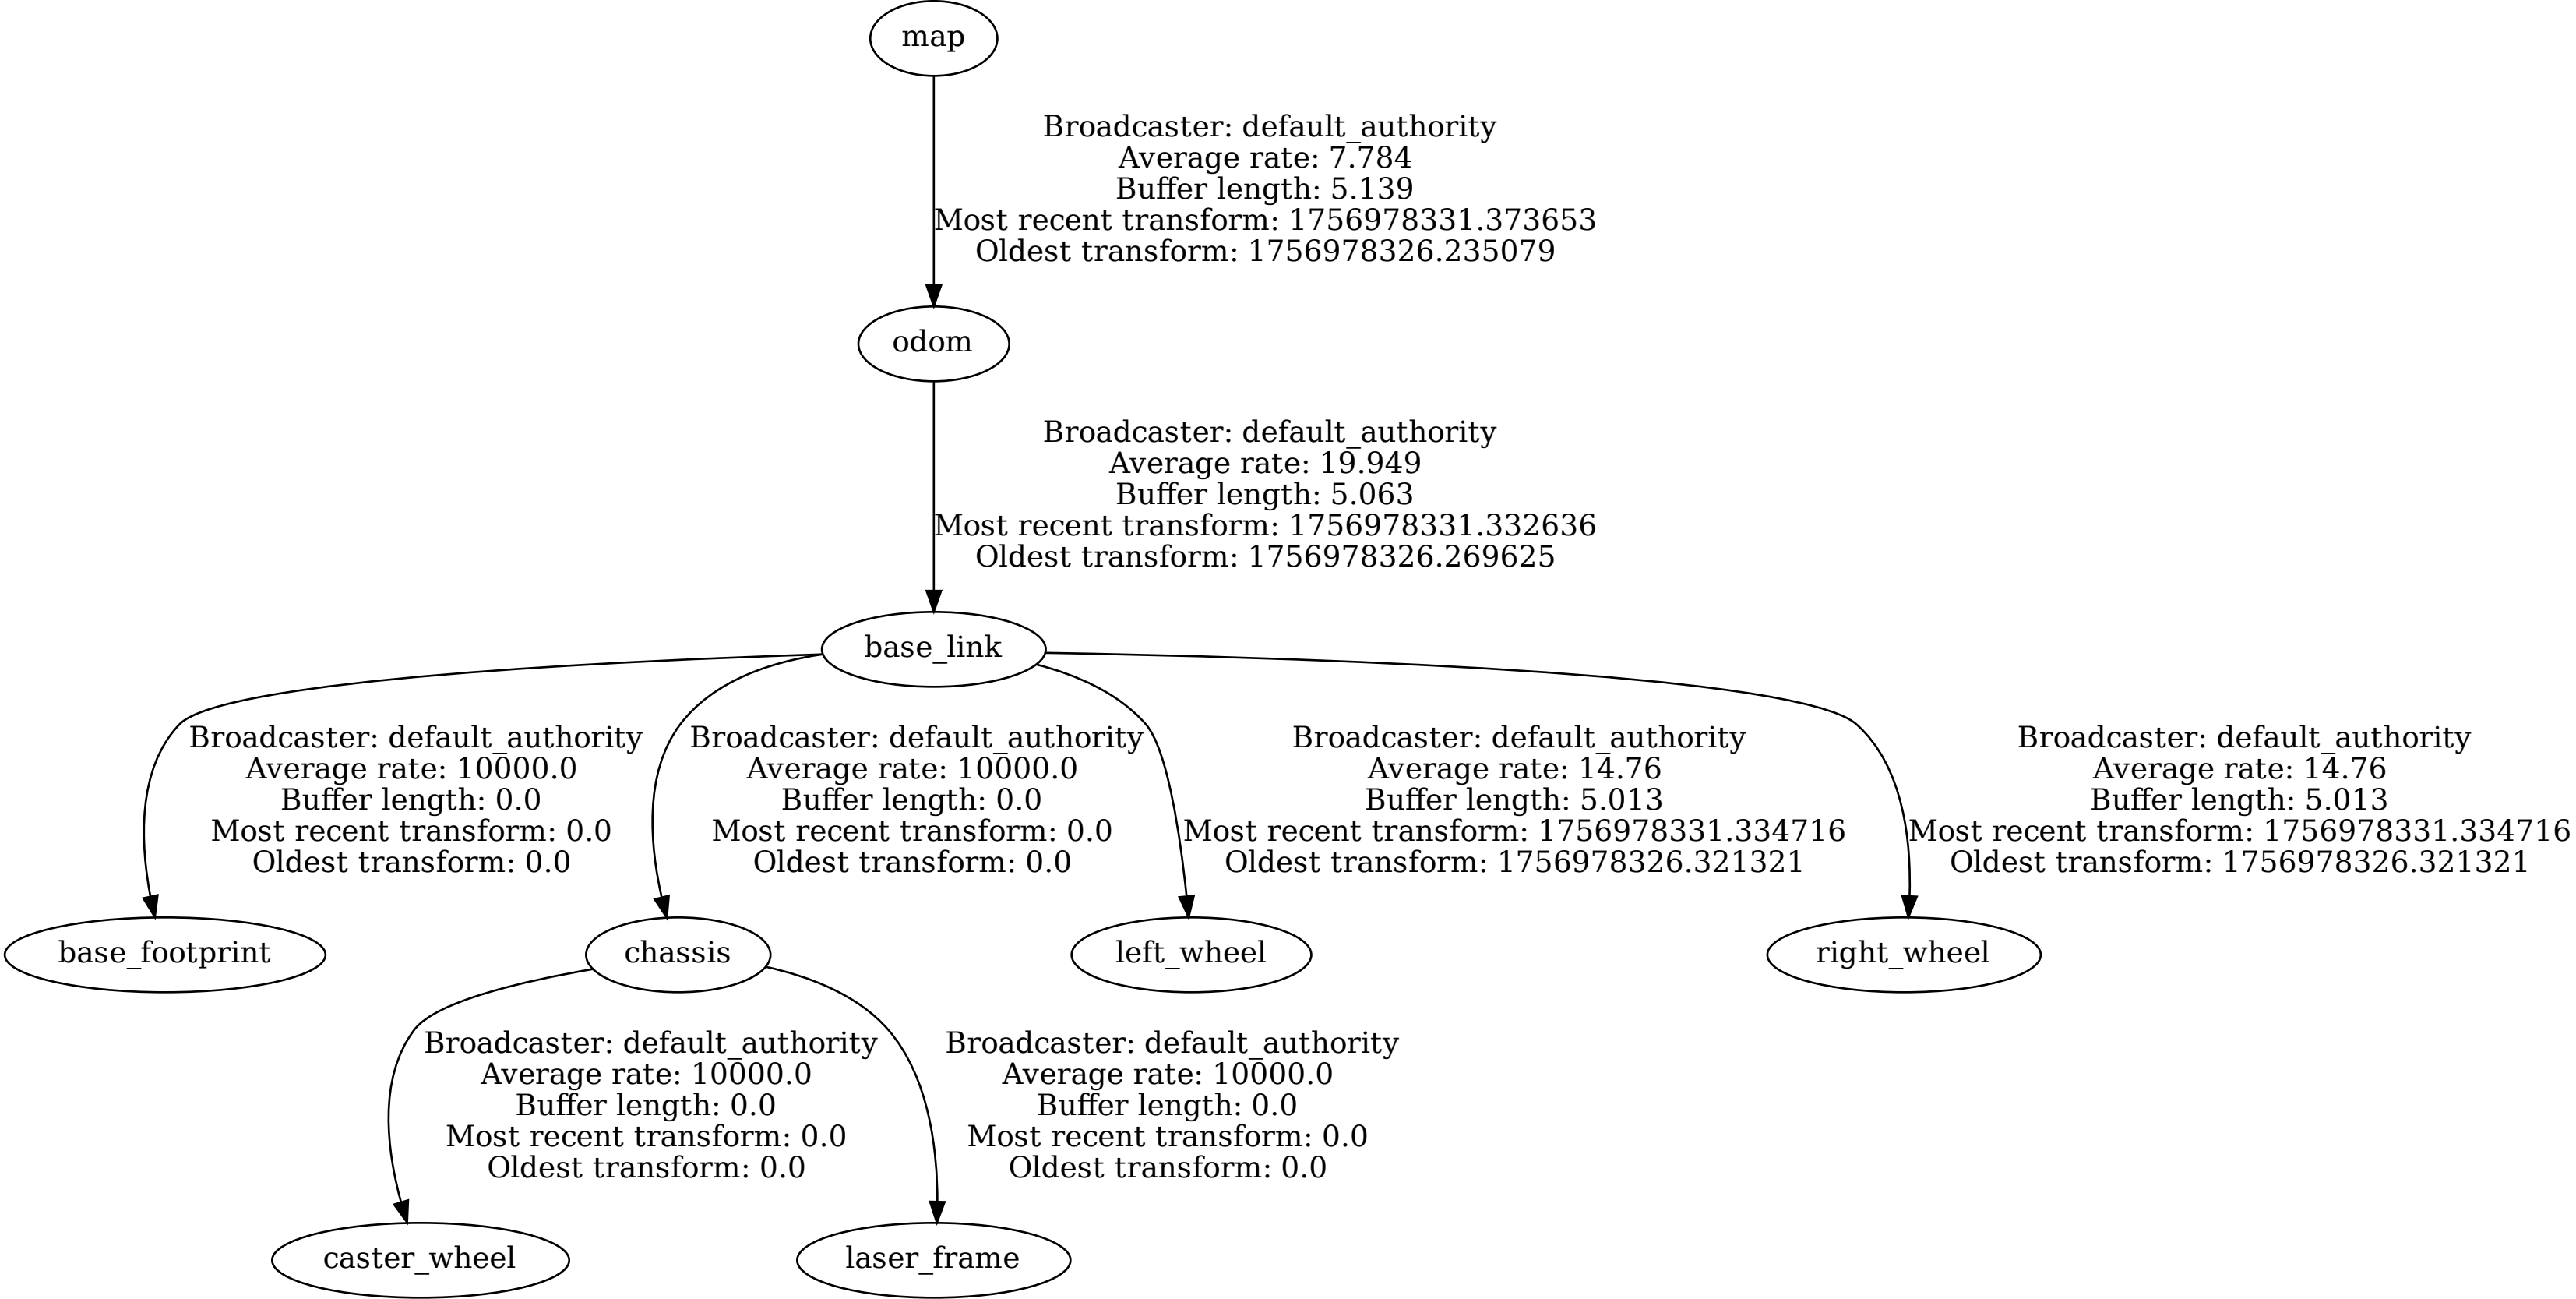 map
Broadcaster: default_authority
Average rate: 7.784
Buffer length: 5.139
Most recent transform: 1756978331.373653
Oldest transform: 1756978326.235079
odom
Broadcaster: default_authority
Average rate: 19.949
Buffer length: 5.063
Most recent transform: 1756978331.332636
Oldest transform: 1756978326.269625
base_link
Broadcaster: default_authority
Average rate: 10000.0
Buffer length: 0.0
Most recent transform: 0.0
Oldest transform: 0.0
Broadcaster: default_authority
Average rate: 10000.0
Buffer length: 0.0
Most recent transform: 0.0
Oldest transform: 0.0
Broadcaster: default_authority
Average rate: 14.76
Buffer length: 5.013
Most recent transform: 1756978331.334716
Oldest transform: 1756978326.321321
Broadcaster: default_authority
Average rate: 14.76
Buffer length: 5.013
Most recent transform: 1756978331.334716
Oldest transform: 1756978326.321321
base_footprint
chassis
left_wheel
right_wheel
Broadcaster: default_authority
Average rate: 10000.0
Buffer length: 0.0
Most recent transform: 0.0
Oldest transform: 0.0
Broadcaster: default_authority
Average rate: 10000.0
Buffer length: 0.0
Most recent transform: 0.0
Oldest transform: 0.0
caster_wheel
laser_frame